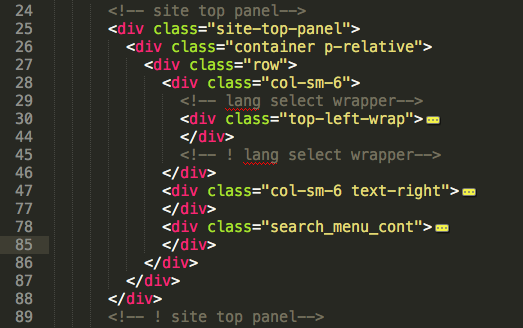 24 <!-- site top panel-->
25 <div class="site-top-panel">
26 <div class="container p-relative">
27 <div class="row">
28 <div class="col-sm-6">
29 <!-- lang select wrapper-->
30 <div class="top-left-wrap">
44 </div>
45 <!-- ! lang select wrapper-->
46 </div>
47 <div class="col-sm-6 text-right">
77 </div>
78 <div class="search_menu_cont">
85 </div>
86 </div>
87 </div>
88 </div>
89 <!-- ! site top panel-->